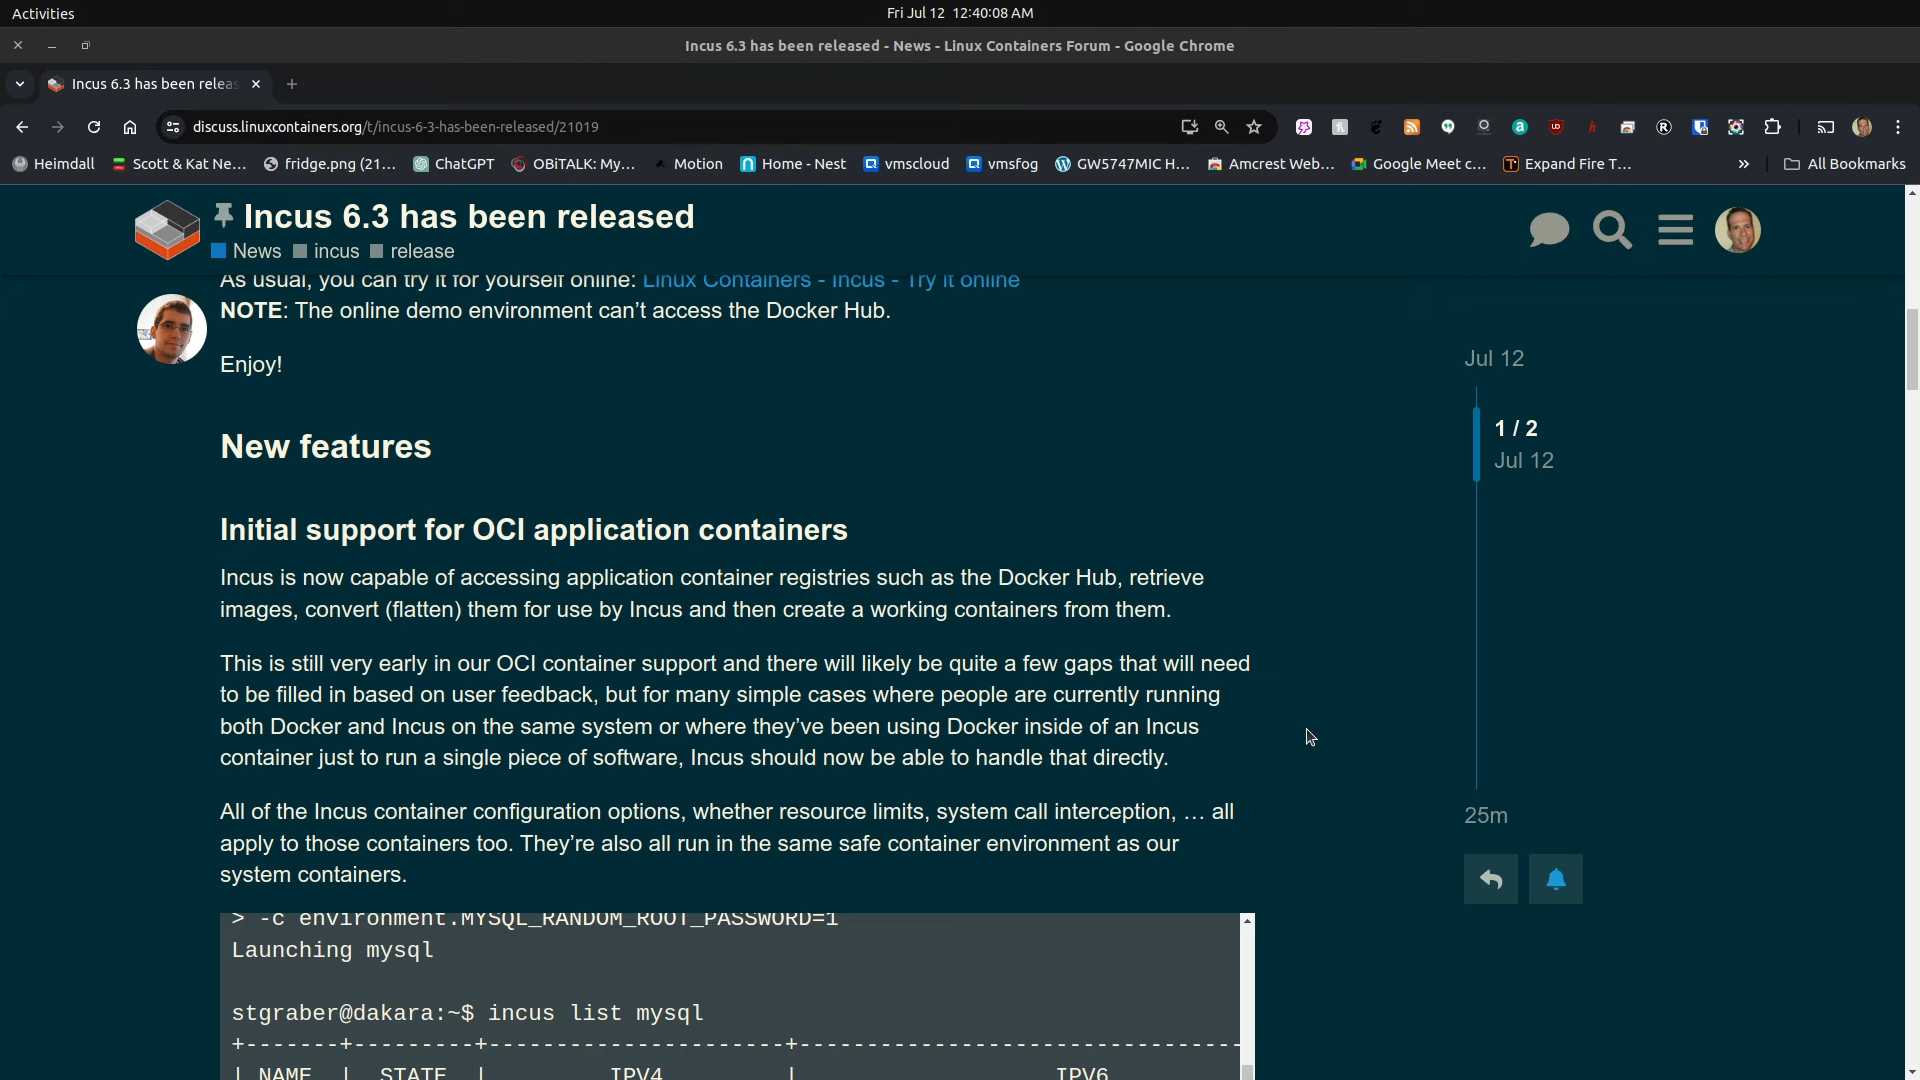 Activities
Fri Jul 12 12:40:08 AM
Incus 6.3 has been released - News - Linux Containers Forum - Google Chrome
Incus 6.3 has been releas
discuss.linuxcontainers.org/t/incus-6-3-has-been-released/21019
Heimdall Scott & Kat Ne... fridge.png (21... ChatGPT OBiTALK: My... Motion Home - Nest vmscloud vmsfog GW5747MIC H... Amcrest Web... Google Meet c... Expand Fire T... » All Bookmarks
Incus 6.3 has been released
News incus release
As usual, you can try it for yourself online: Linux Containers - Incus - Try it online
NOTE: The online demo environment can’t access the Docker Hub.
Enjoy!
Jul 12
1 / 2
Jul 12
New features
Initial support for OCI application containers
Incus is now capable of accessing application container registries such as the Docker Hub, retrieve
images, convert (flatten) them for use by Incus and then create a working containers from them.
This is still very early in our OCI container support and there will likely be quite a few gaps that will need
to be filled in based on user feedback, but for many simple cases where people are currently running
both Docker and Incus on the same system or where they’ve been using Docker inside of an Incus
container just to run a single piece of software, Incus should now be able to handle that directly.
All of the Incus container configuration options, whether resource limits, system call interception, … all
apply to those containers too. They’re also all run in the same safe container environment as our
system containers.
25m
> -c environment.MYSQL_RANDOM_ROOT_PASSWORD=1
Launching mysql
stgraber@dakara:~$ incus list mysql
+-------+---------+----------------------+---------------------------------
| NAME | STATE | IPV4 | IPV6